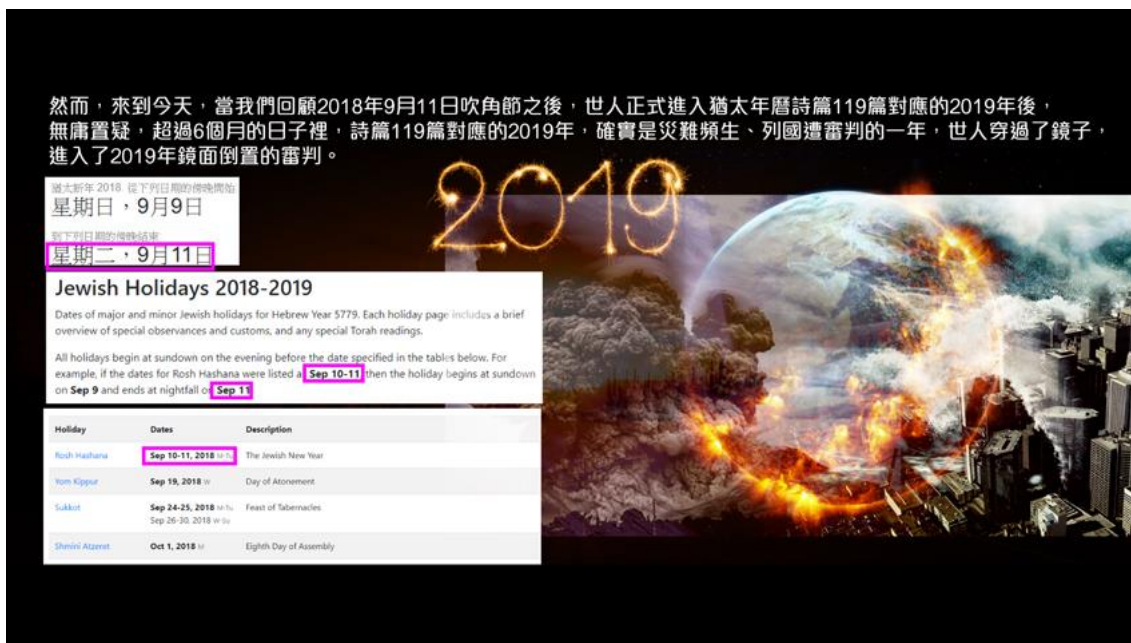 然而，來到今天，當我們回顧2018年9月11日吹角節之後，世人正式進入猶太年曆詩篇119篇對應的2019年後，
無庸置疑，超過6個月的日子裡，詩篇119篇對應的2019年，確實是災難頻生、列國遭審判的一年，世人穿過了鏡子，
進入了2019年鏡面倒置的審判。
2019
猶太新年 2018. 從下列日期的傍晚開始:
星期日，9月9日
到下列日期的傍晚結束:
星期二，9月11日
Jewish Holidays 2018-2019
Dates of major and minor Jewish holidays for Hebrew Year 5779. Each holiday page includes a brief
overview of special observances and customs, and any special Torah readings.
All holidays begin at sundown on the evening before the date specified in the tables below. For
example, if the dates for Rosh Hashana were listed a Sep 10-11, then the holiday begins at sundown
on Sep 9 and ends at nightfall o Sep 11
Holiday Dates Description
Rosh Hashana Sep 10-11, 2018 M-Tu The Jewish New Year
Yom Kippur Sep 19, 2018 W Day of Atonement
Sukkot Sep 24-25, 2018 M-Tu Feast of Tabernacles
Sep 26-30, 2018 W-Su
Shmini Atzeret Oct 1, 2018 M Eighth Day of Assembly